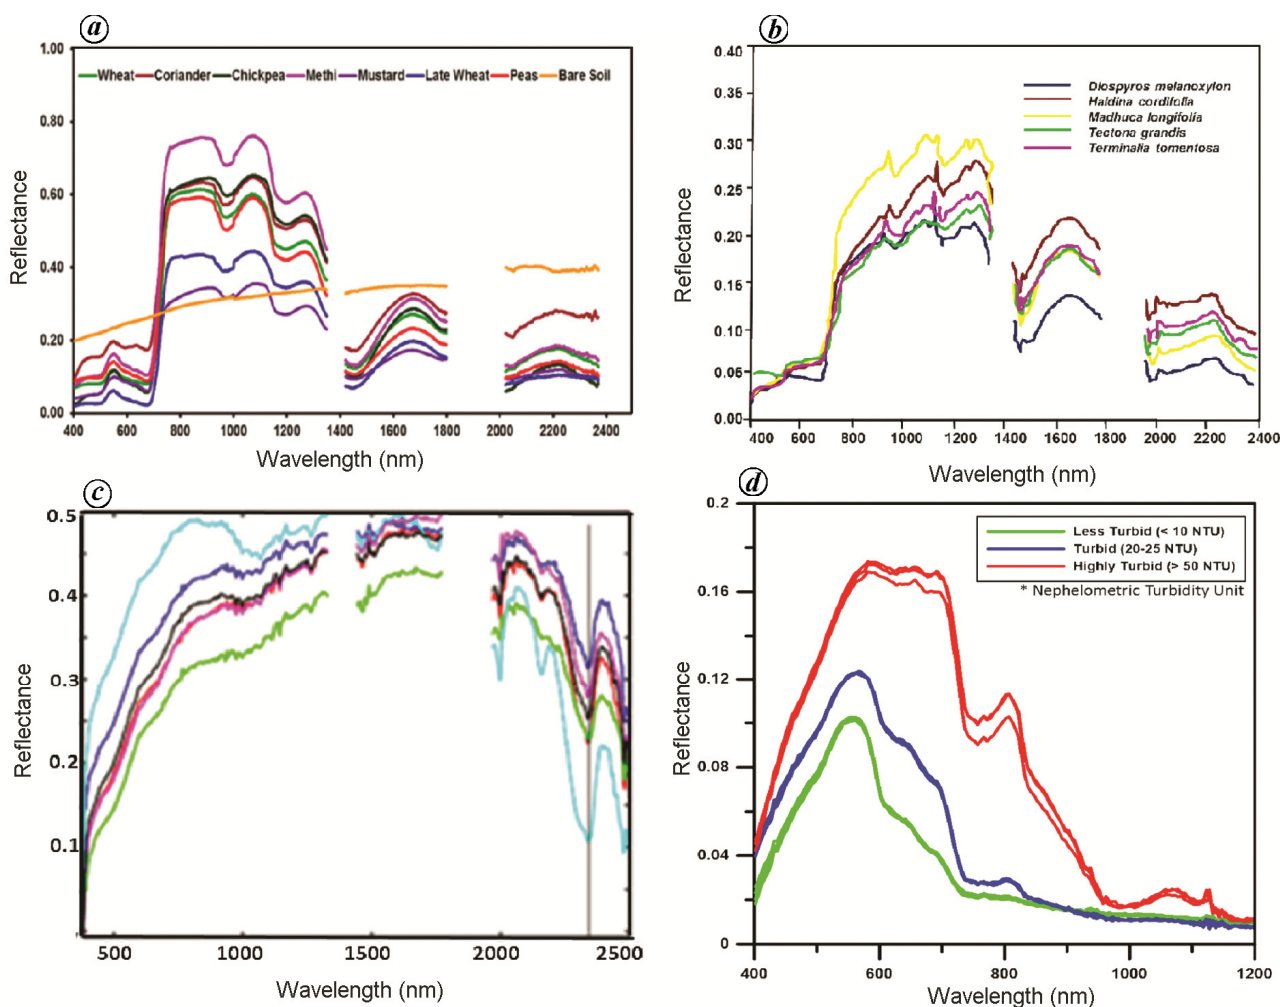 a
1.00
Wheat Coriander Chickpea Methi Mustard Late Wheat Peas Bare Soil
0.80
0.60
0.40
0.20
0.00
400 600 800 1000 1200 1400 1600 1800 2000 2200 2400
Reflectance
Wavelength (nm)
b
0.40
0.35
0.30
0.25
0.20
0.15
0.10
0.05
0.00
Diospyros melanoxylon
Haldina cordifolia
Madhuca longifolia
Tectona grandis
Terminalia tomentosa
400 600 800 1000 1200 1400 1600 1800 2000 2200 2400
Reflectance
Wavelength (nm)
c
0.5
0.4
0.3
0.2
0.1
500 1000 1500 2000 2500
Reflectance
Wavelength (nm)
d
0.2
0.16
0.12
0.08
0.04
0
Less Turbid (< 10 NTU)
Turbid (20-25 NTU)
Highly Turbid (> 50 NTU)
* Nephelometric Turbidity Unit
400 600 800 1000 1200
Reflectance
Wavelength (nm)